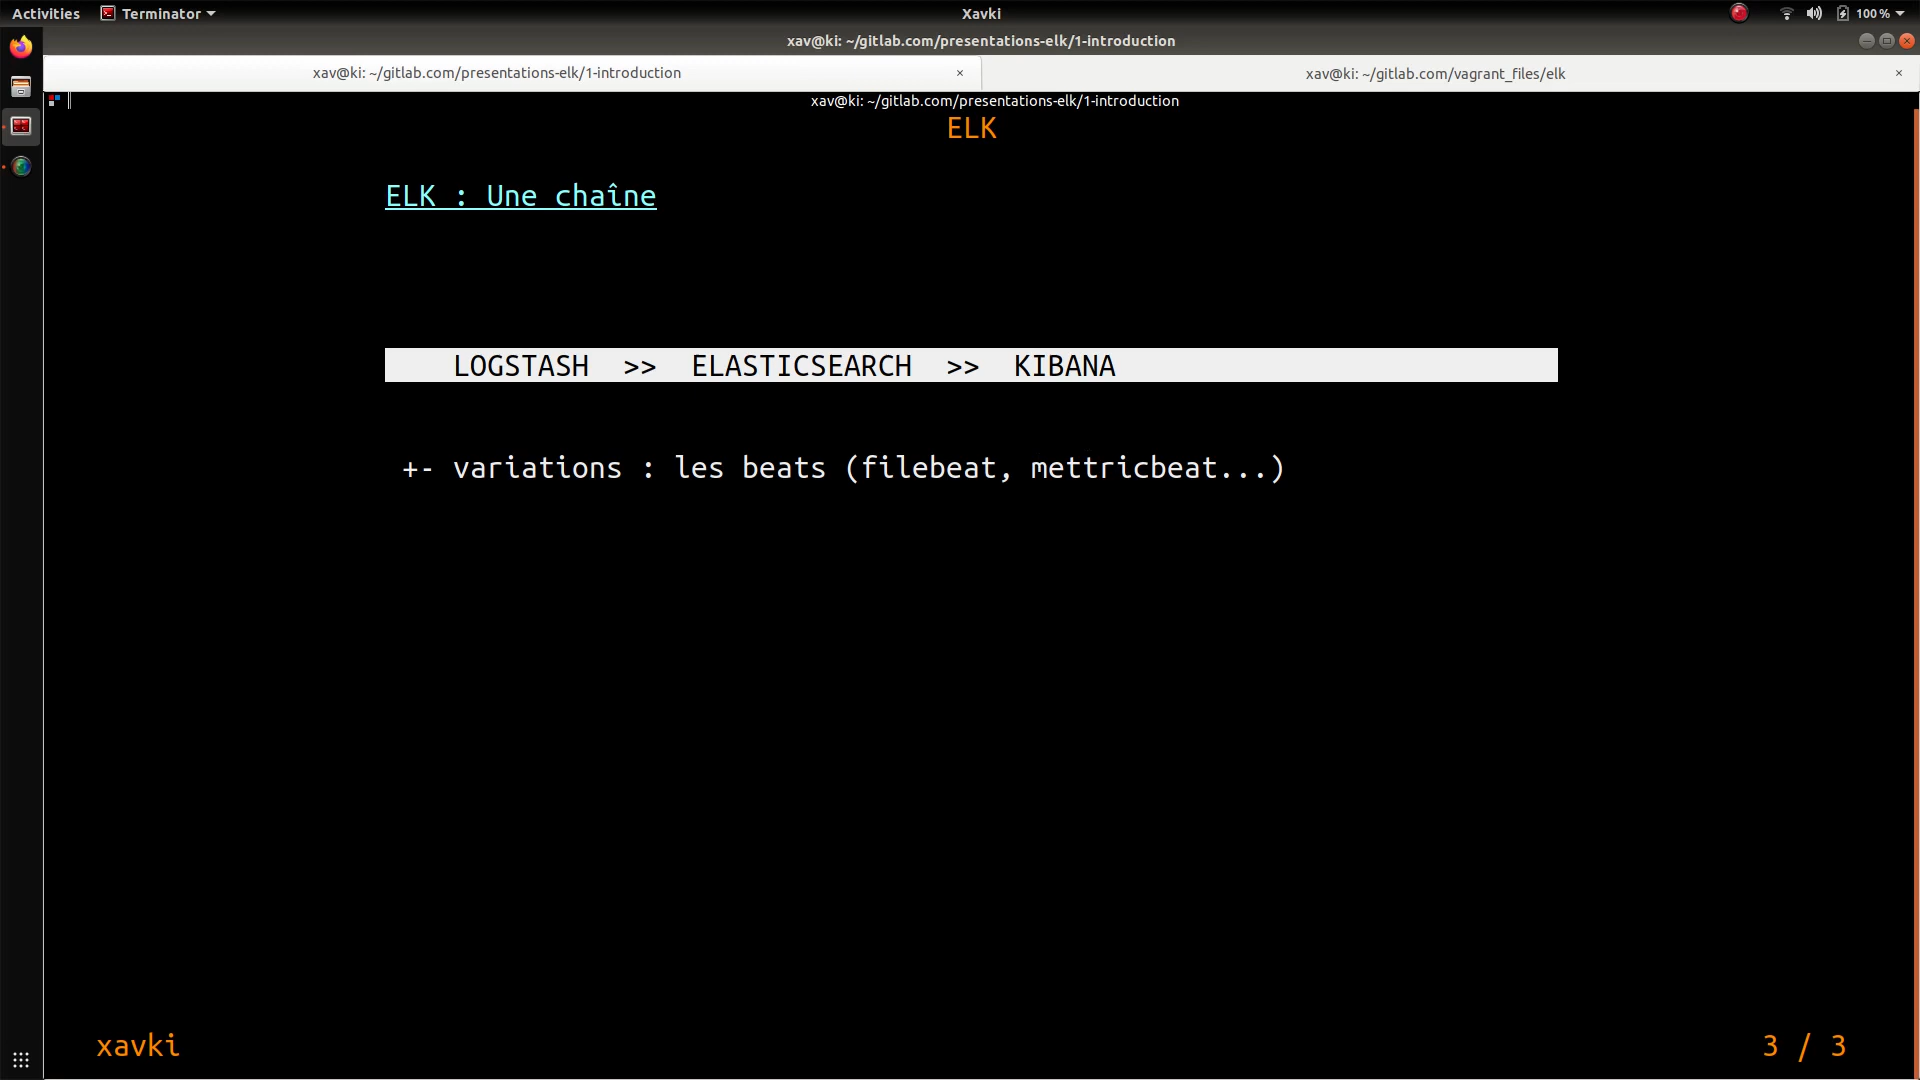 Activities Terminator Xavki 100 %
xav@ki: ~/gitlab.com/presentations-elk/1-introduction
xav@ki: ~/gitlab.com/presentations-elk/1-introduction × xav@ki: ~/gitlab.com/vagrant_files/elk ×
xav@ki: ~/gitlab.com/presentations-elk/1-introduction
ELK
ELK : Une chaîne
LOGSTASH >> ELASTICSEARCH >> KIBANA
+- variations : les beats (filebeat, mettricbeat...)
xavki 3 / 3